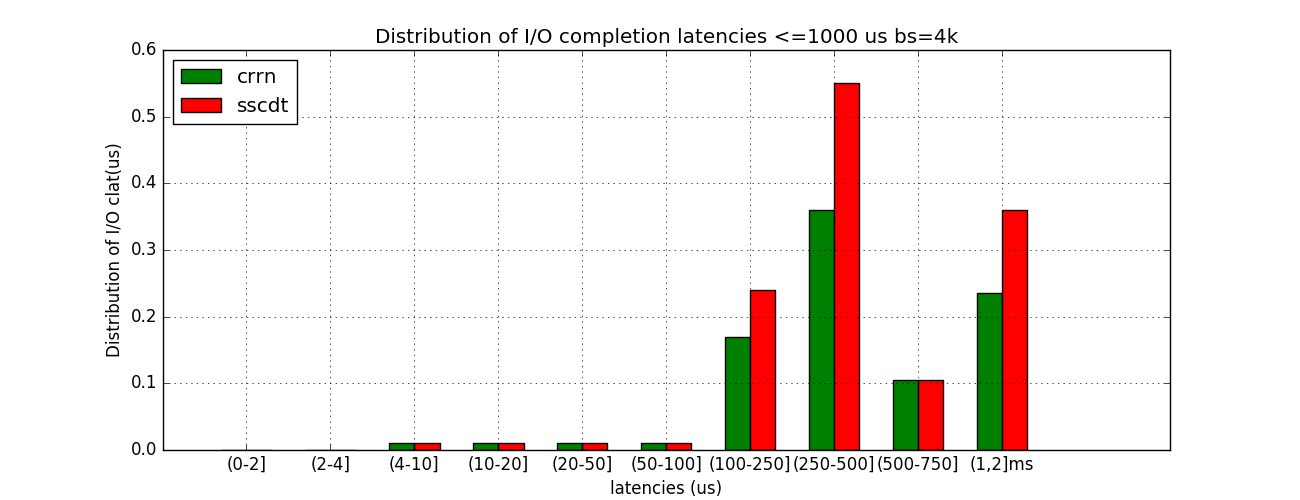 Distribution of I/O completion latencies <=1000 us bs=4k
crrn
sscdt
Distribution of I/O clat(us)
0.6
0.5
0.4
0.3
0.2
0.1
0.0
(0-2] (2-4] (4-10] (10-20] (20-50] (50-100] (100-250] (250-500] (500-750] (1,2]ms
latencies (us)